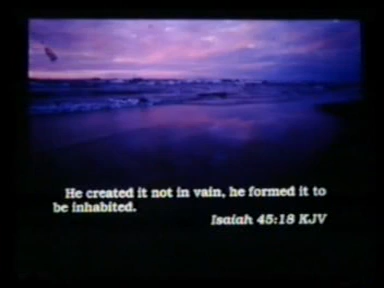 He created it not in vain, he formed it to
be inhabited.
Isaiah 45:18 KJV